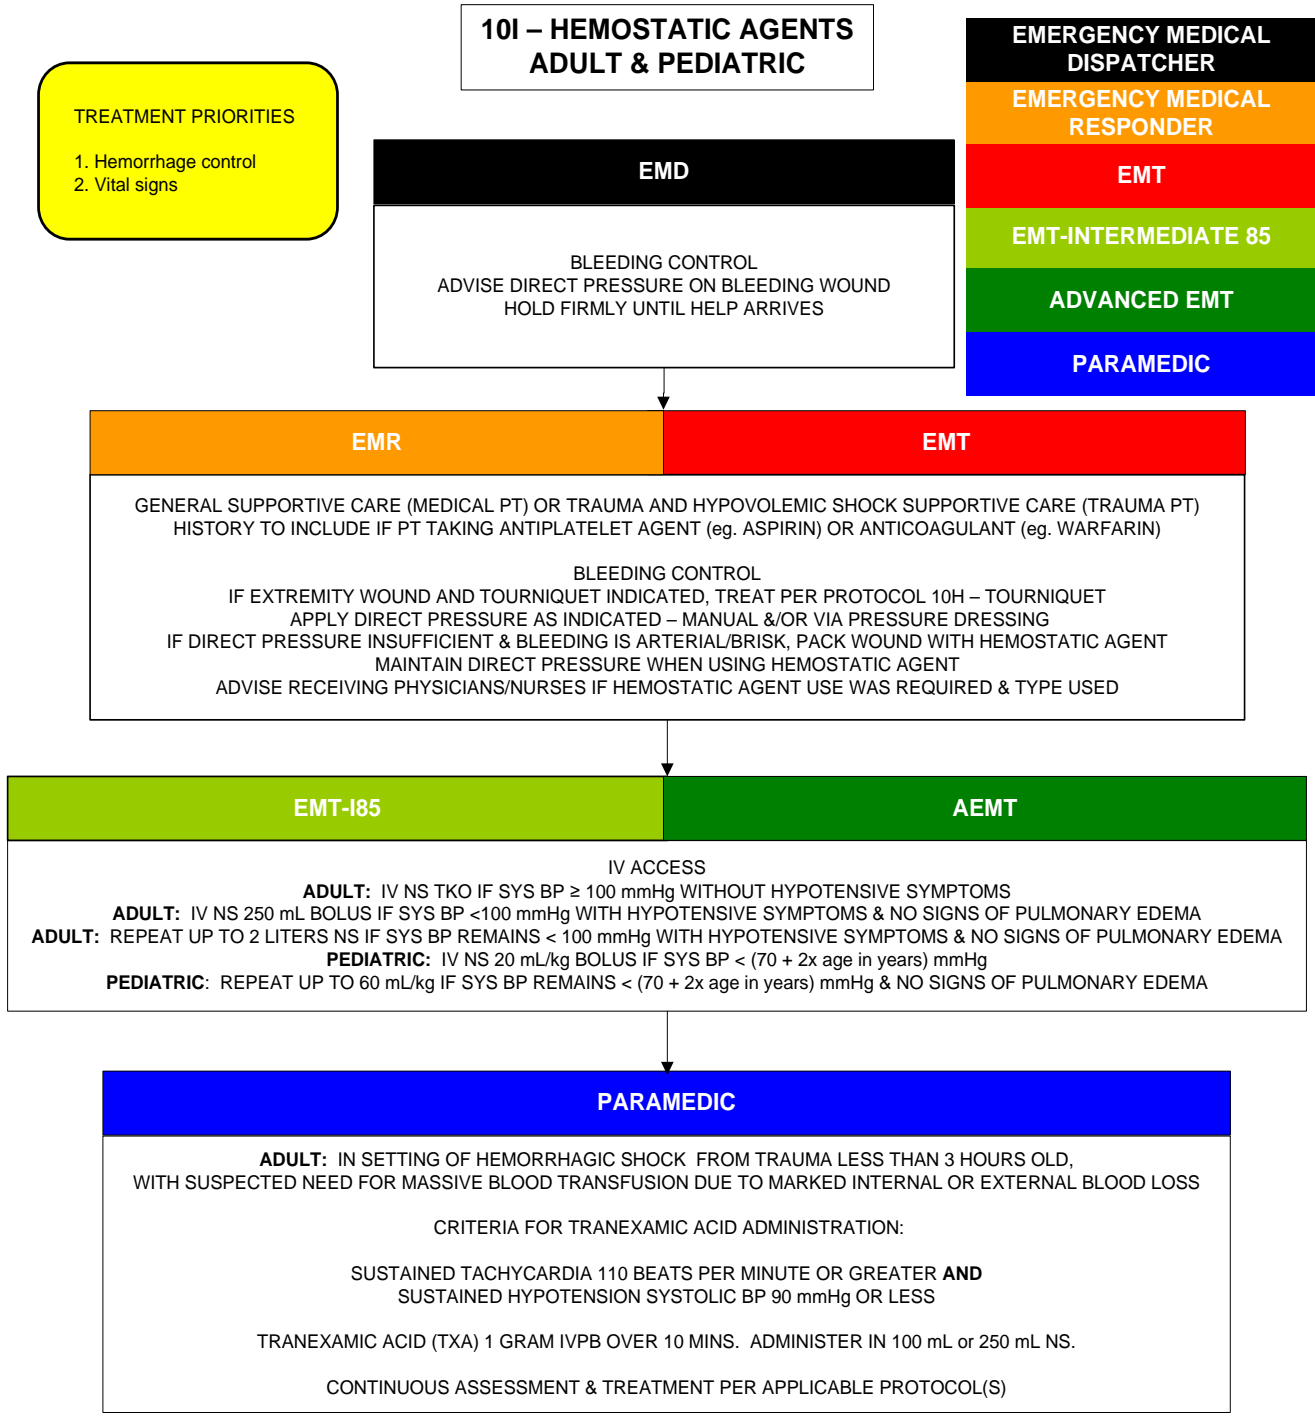 10I – HEMOSTATIC AGENTS
ADULT & PEDIATRIC
EMERGENCY MEDICAL
DISPATCHER
EMERGENCY MEDICAL
RESPONDER
EMT
EMT-INTERMEDIATE 85
ADVANCED EMT
PARAMEDIC
TREATMENT PRIORITIES
1. Hemorrhage control
2. Vital signs
EMD
BLEEDING CONTROL
ADVISE DIRECT PRESSURE ON BLEEDING WOUND
HOLD FIRMLY UNTIL HELP ARRIVES
EMR
EMT
GENERAL SUPPORTIVE CARE (MEDICAL PT) OR TRAUMA AND HYPOVOLEMIC SHOCK SUPPORTIVE CARE (TRAUMA PT)
HISTORY TO INCLUDE IF PT TAKING ANTIPLATELET AGENT (eg. ASPIRIN) OR ANTICOAGULANT (eg. WARFARIN)
BLEEDING CONTROL
IF EXTREMITY WOUND AND TOURNIQUET INDICATED, TREAT PER PROTOCOL 10H – TOURNIQUET
APPLY DIRECT PRESSURE AS INDICATED – MANUAL &/OR VIA PRESSURE DRESSING
IF DIRECT PRESSURE INSUFFICIENT & BLEEDING IS ARTERIAL/BRISK, PACK WOUND WITH HEMOSTATIC AGENT
MAINTAIN DIRECT PRESSURE WHEN USING HEMOSTATIC AGENT
ADVISE RECEIVING PHYSICIANS/NURSES IF HEMOSTATIC AGENT USE WAS REQUIRED & TYPE USED
EMT-I85
AEMT
IV ACCESS
ADULT: IV NS TKO IF SYS BP ≥ 100 mmHg WITHOUT HYPOTENSIVE SYMPTOMS
ADULT: IV NS 250 mL BOLUS IF SYS BP <100 mmHg WITH HYPOTENSIVE SYMPTOMS & NO SIGNS OF PULMONARY EDEMA
ADULT: REPEAT UP TO 2 LITERS NS IF SYS BP REMAINS < 100 mmHg WITH HYPOTENSIVE SYMPTOMS & NO SIGNS OF PULMONARY EDEMA
PEDIATRIC: IV NS 20 mL/kg BOLUS IF SYS BP < (70 + 2x age in years) mmHg
PEDIATRIC: REPEAT UP TO 60 mL/kg IF SYS BP REMAINS < (70 + 2x age in years) mmHg & NO SIGNS OF PULMONARY EDEMA
PARAMEDIC
ADULT: IN SETTING OF HEMORRHAGIC SHOCK FROM TRAUMA LESS THAN 3 HOURS OLD,
WITH SUSPECTED NEED FOR MASSIVE BLOOD TRANSFUSION DUE TO MARKED INTERNAL OR EXTERNAL BLOOD LOSS
CRITERIA FOR TRANEXAMIC ACID ADMINISTRATION:
SUSTAINED TACHYCARDIA 110 BEATS PER MINUTE OR GREATER AND
SUSTAINED HYPOTENSION SYSTOLIC BP 90 mmHg OR LESS
TRANEXAMIC ACID (TXA) 1 GRAM IVPB OVER 10 MINS. ADMINISTER IN 100 mL or 250 mL NS.
CONTINUOUS ASSESSMENT & TREATMENT PER APPLICABLE PROTOCOL(S)